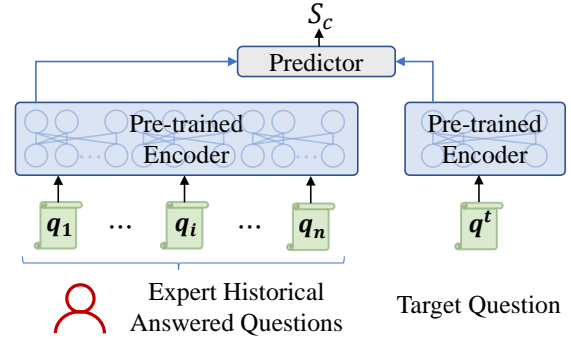 S_c
Predictor
Pre-trained
Encoder
Pre-trained
Encoder
q_1 ... q_i ... q_n
q^t
Expert Historical
Answered Questions
Target Question